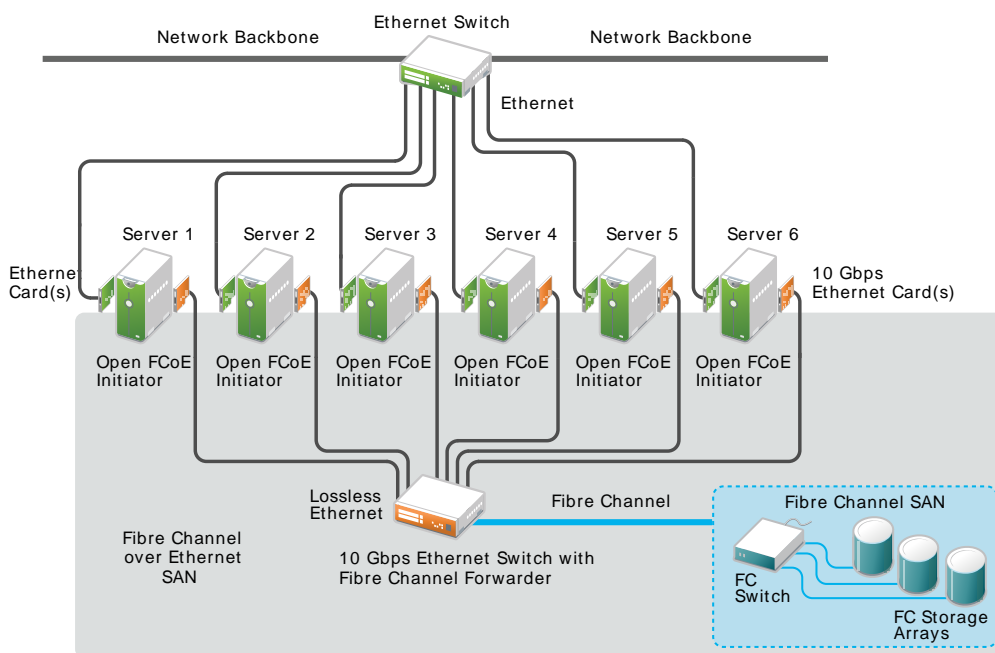 Ethernet Switch
Network Backbone
Network Backbone
Ethernet
Server 1
Server 2
Server 3
Server 4
Server 5
Server 6
Ethernet
Card(s)
10 Gbps
Ethernet Card(s)
Open FCoE
Initiator
Open FCoE
Initiator
Open FCoE
Initiator
Open FCoE
Initiator
Open FCoE
Initiator
Open FCoE
Initiator
Lossless
Ethernet
Fibre Channel
Fibre Channel SAN
Fibre Channel
over Ethernet
SAN
10 Gbps Ethernet Switch with
Fibre Channel Forwarder
FC
Switch
FC Storage
Arrays